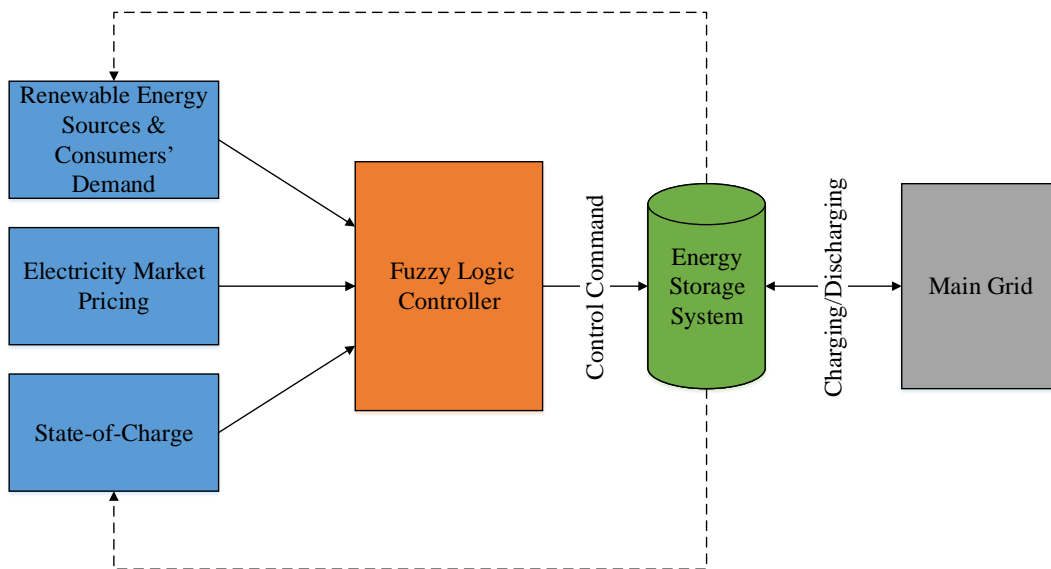 Renewable Energy
Sources &
Consumers’
Demand
Electricity Market
Pricing
State-of-Charge
Fuzzy Logic
Controller
Control Command
Energy
Storage
System
Charging/Discharging
Main Grid